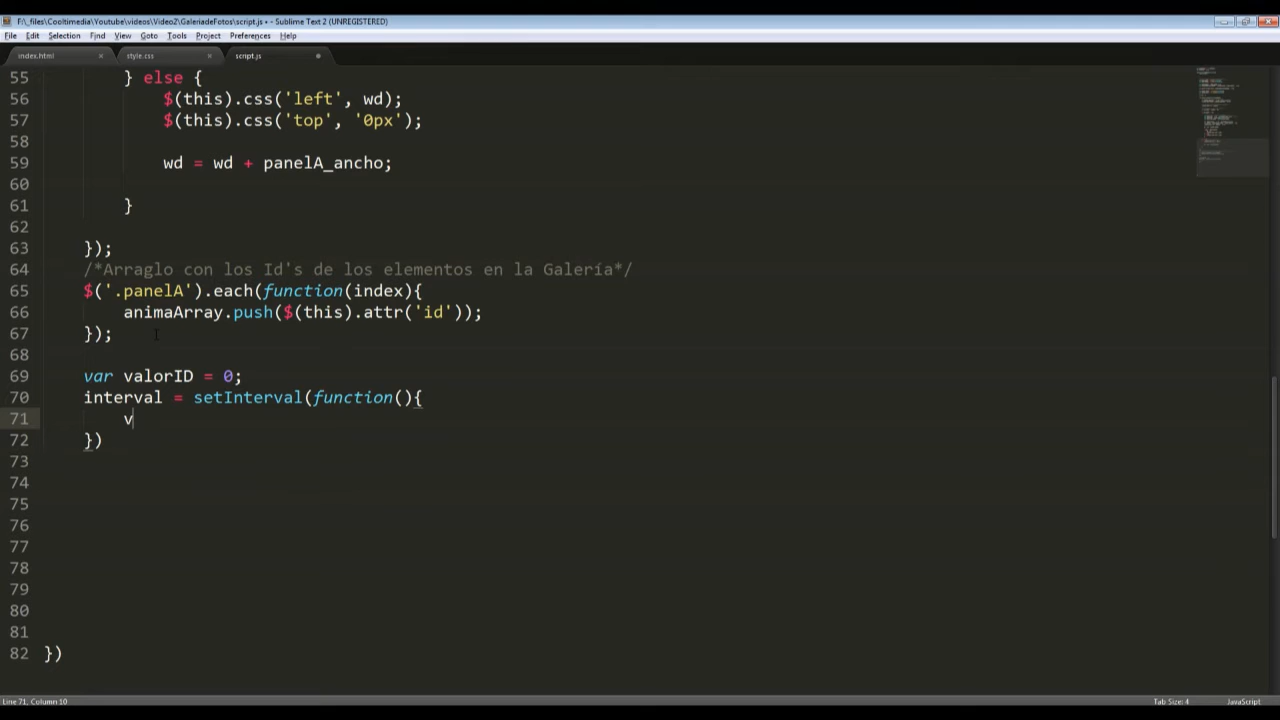 F:\_files\Cooltimedia\Youtube\videos\Video2\GaleriadeFotos\script.js • - Sublime Text 2 (UNREGISTERED)
File Edit Selection Find View Goto Tools Project Preferences Help
index.html × style.css × script.js
55 } else {
56 $(this).css('left', wd);
57 $(this).css('top', '0px');
58
59 wd = wd + panelA_ancho;
60
61 }
62
63 });
64 /*Arraglo con los Id's de los elementos en la Galería*/
65 $('.panelA').each(function(index){
66 animaArray.push($(this).attr('id'));
67 });
68
69 var valorID = 0;
70 interval = setInterval(function(){
71 v
72 })
73
74
75
76
77
78
79
80
81
82 })
Line 71, Column 10 Tab Size: 4 JavaScript